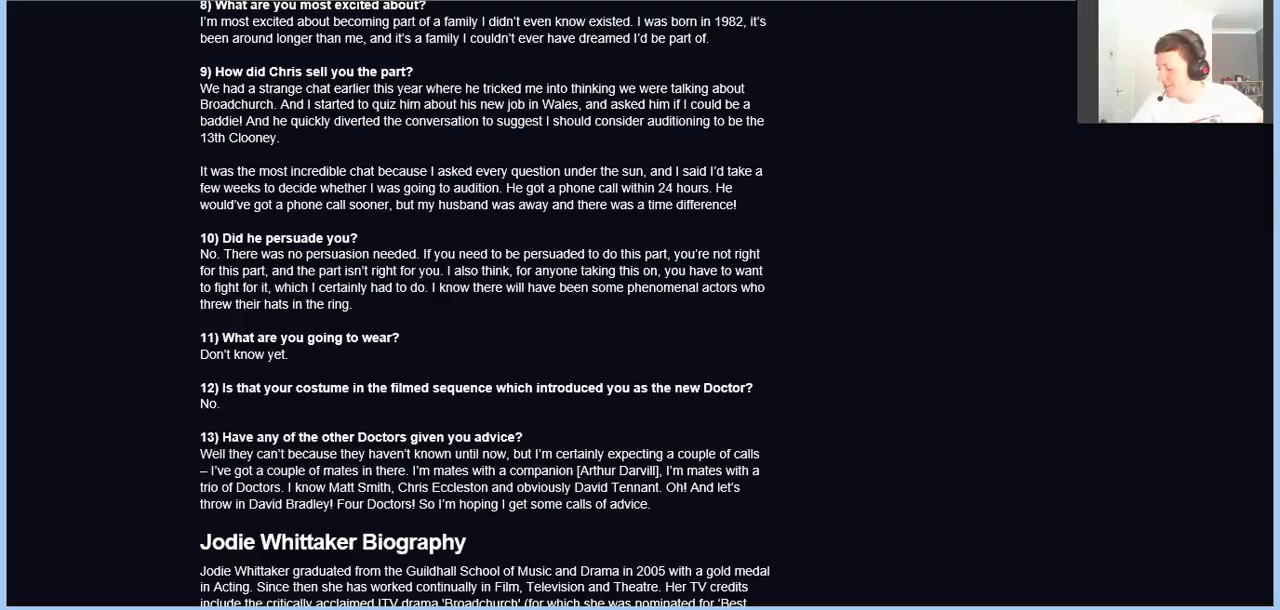 8) What are you most excited about?
I'm most excited about becoming part of a family I didn't even know existed. I was born in 1982, it's
been around longer than me, and it's a family I couldn't ever have dreamed I'd be part of.
9) How did Chris sell you the part?
We had a strange chat earlier this year where he tricked me into thinking we were talking about
Broadchurch. And I started to quiz him about his new job in Wales, and asked him if I could be a
baddie! And he quickly diverted the conversation to suggest I should consider auditioning to be the
13th Clooney.
It was the most incredible chat because I asked every question under the sun, and I said I'd take a
few weeks to decide whether I was going to audition. He got a phone call within 24 hours. He
would've got a phone call sooner, but my husband was away and there was a time difference!
10) Did he persuade you?
No. There was no persuasion needed. If you need to be persuaded to do this part, you're not right
for this part, and the part isn't right for you. I also think, for anyone taking this on, you have to want
to fight for it, which I certainly had to do. I know there will have been some phenomenal actors who
threw their hats in the ring.
11) What are you going to wear?
Don't know yet.
12) Is that your costume in the filmed sequence which introduced you as the new Doctor?
No.
13) Have any of the other Doctors given you advice?
Well they can't because they haven't known until now, but I'm certainly expecting a couple of calls
– I've got a couple of mates in there. I'm mates with a companion [Arthur Darvill], I'm mates with a
trio of Doctors. I know Matt Smith, Chris Eccleston and obviously David Tennant. Oh! And let's
throw in David Bradley! Four Doctors! So I'm hoping I get some calls of advice.
Jodie Whittaker Biography
Jodie Whittaker graduated from the Guildhall School of Music and Drama in 2005 with a gold medal
in Acting. Since then she has worked continually in Film, Television and Theatre. Her TV credits
include the critically acclaimed ITV drama 'Broadchurch' (for which she was nominated for 'Best